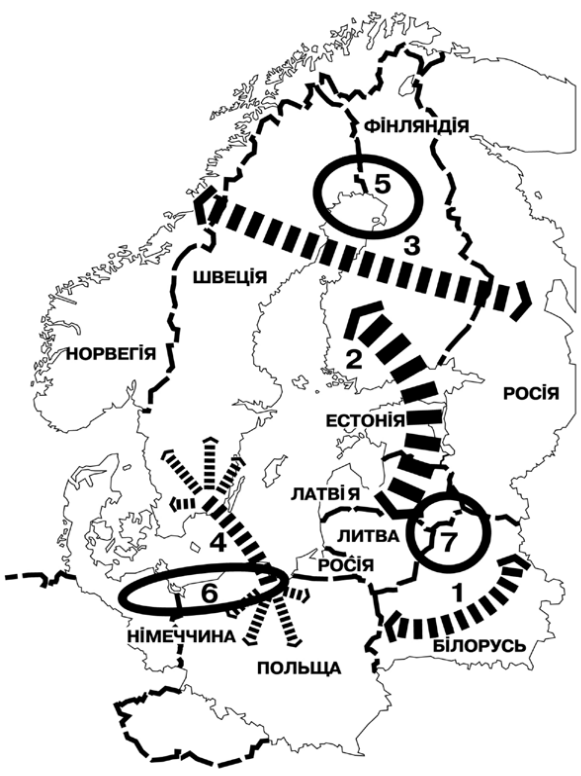 ФІНЛЯНДІЯ
5
3
ШВЕЦІЯ
2
НОРВЕГІЯ
РОСІЯ
ЕСТОНІЯ
ЛАТВІЯ
4
ЛИТВА
7
РОСІЯ
6
1
НІМЕЧЧИНА
БІЛОРУСЬ
ПОЛЬЩА